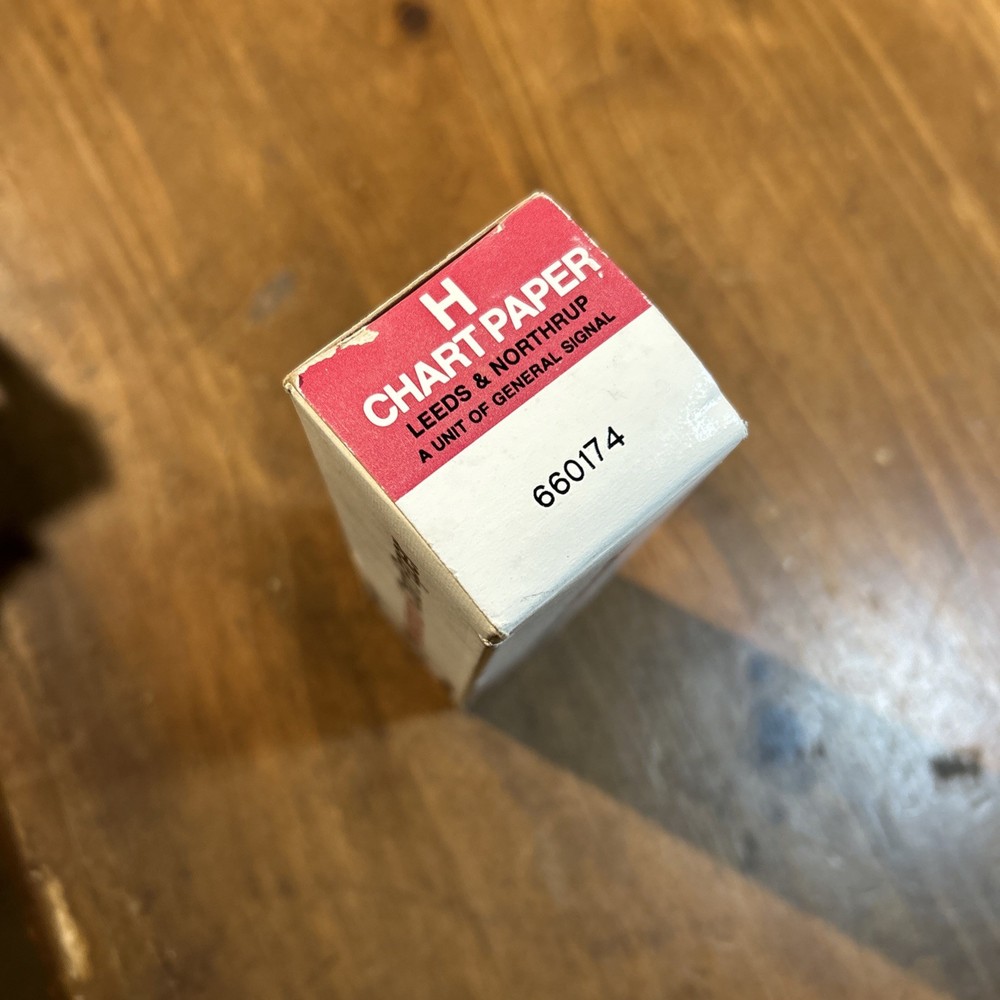 H
CHART PAPER
LEEDS & NORTHRUP
A UNIT OF GENERAL SIGNAL
660174